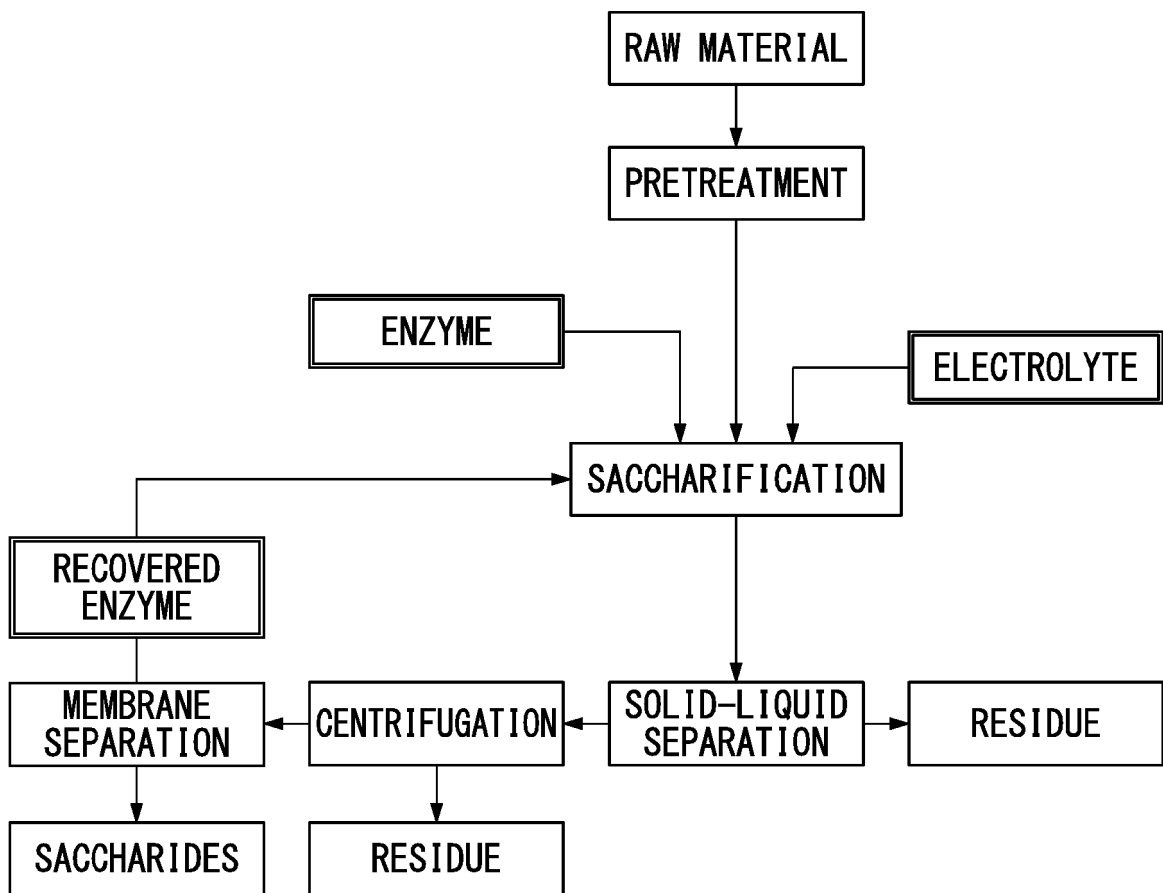 RAW MATERIAL
PRETREATMENT
ENZYME
ELECTROLYTE
SACCHARIFICATION
RECOVERED
ENZYME
MEMBRANE
SEPARATION
CENTRIFUGATION
SOLID-LIQUID
SEPARATION
RESIDUE
SACCHARIDES
RESIDUE